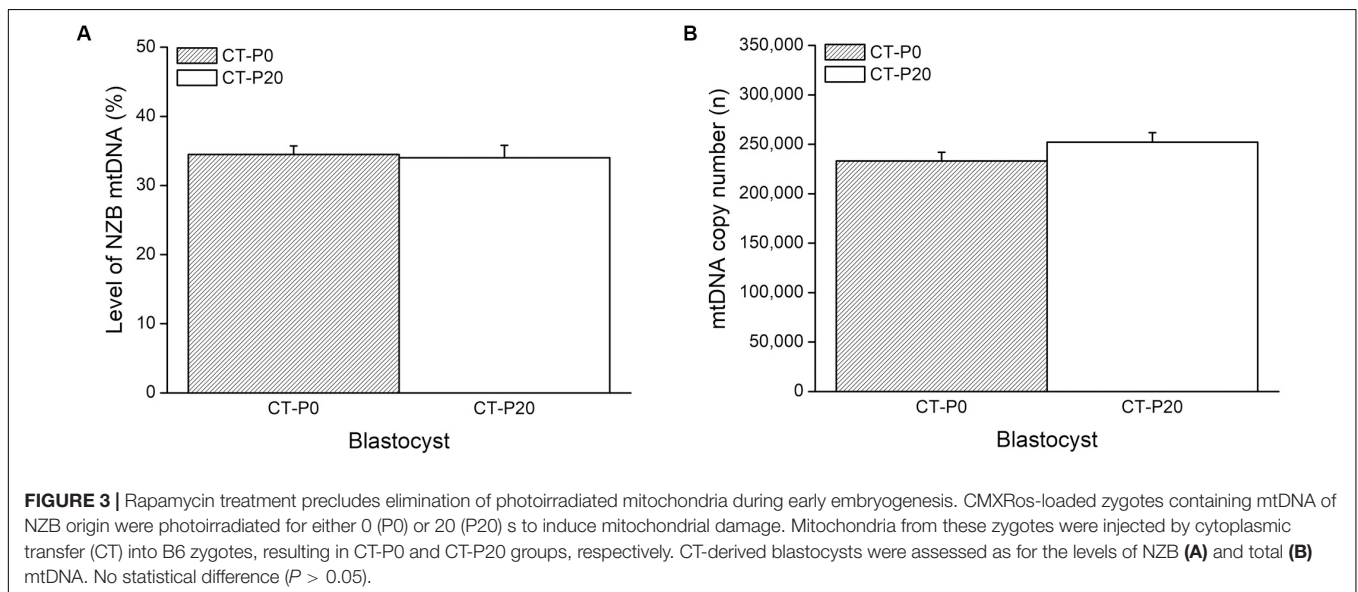 A
50
40
30
20
10
0
Level of NZB mtDNA (%)
CT-P0
CT-P20
CT-P0 CT-P20
Blastocyst
B
350,000
300,000
250,000
200,000
150,000
100,000
50,000
0
mtDNA copy number (n)
CT-P0
CT-P20
CT-P0 CT-P20
Blastocyst
FIGURE 3 | Rapamycin treatment precludes elimination of photoirradiated mitochondria during early embryogenesis. CMXRos-loaded zygotes containing mtDNA of
NZB origin were photoirradiated for either 0 (P0) or 20 (P20) s to induce mitochondrial damage. Mitochondria from these zygotes were injected by cytoplasmic
transfer (CT) into B6 zygotes, resulting in CT-P0 and CT-P20 groups, respectively. CT-derived blastocysts were assessed as for the levels of NZB (A) and total (B)
mtDNA. No statistical difference (P > 0.05).